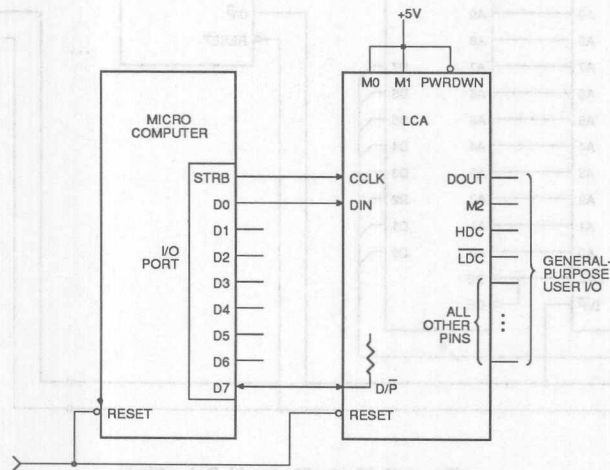 +5V
M0 M1 PWRDWN
MICRO
COMPUTER
LCA
STRB
CCLK
DOUT
D0
DIN
M2
D1
HDC
I/O
PORT
D2
LDC
GENERAL-
PURPOSE
USER I/O
D3
ALL
OTHER
PINS
D4
D5
D6
D7
D/P
RESET
RESET